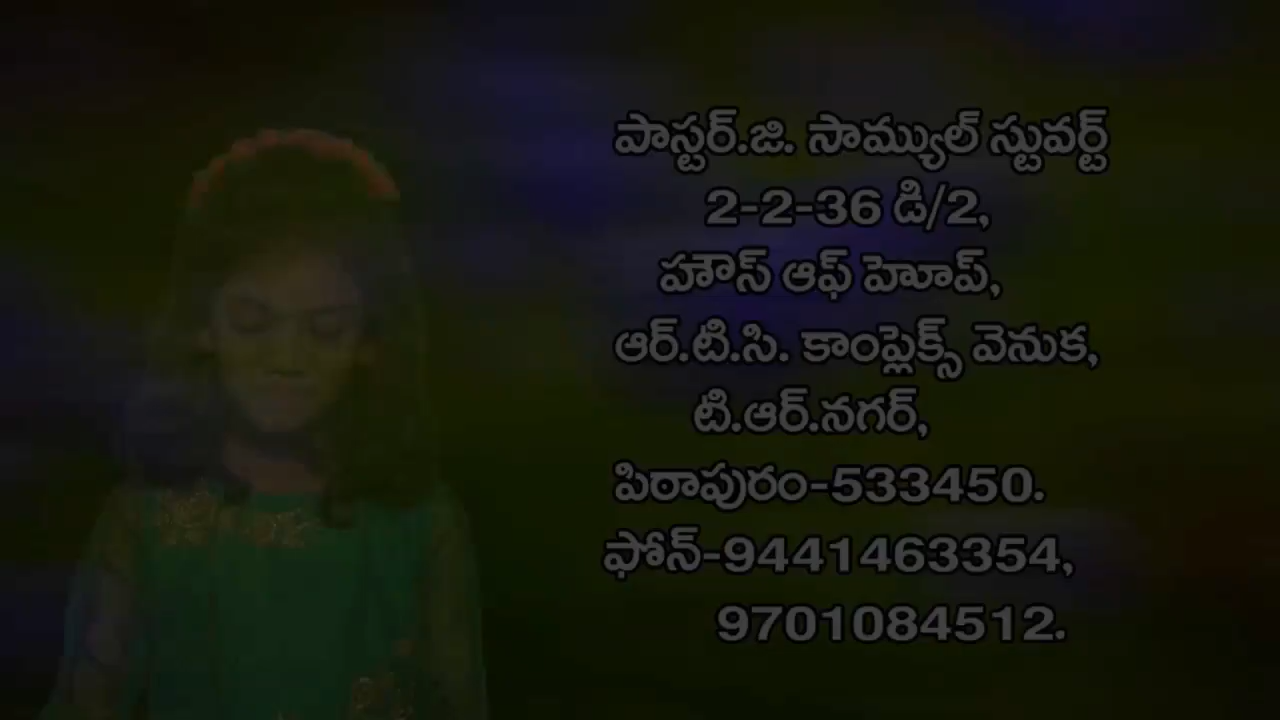 పాస్టర్.జి. సామ్యుల్ స్టువర్ట్
2-2-36 డి/2,
హౌస్ ఆఫ్ హెూప్,
ఆర్.టి.సి. కాంప్లెక్స్ వెనుక,
టి.ఆర్.నగర్,
పిఠాపురం-533450.
ఫోన్-9441463354,
9701084512.